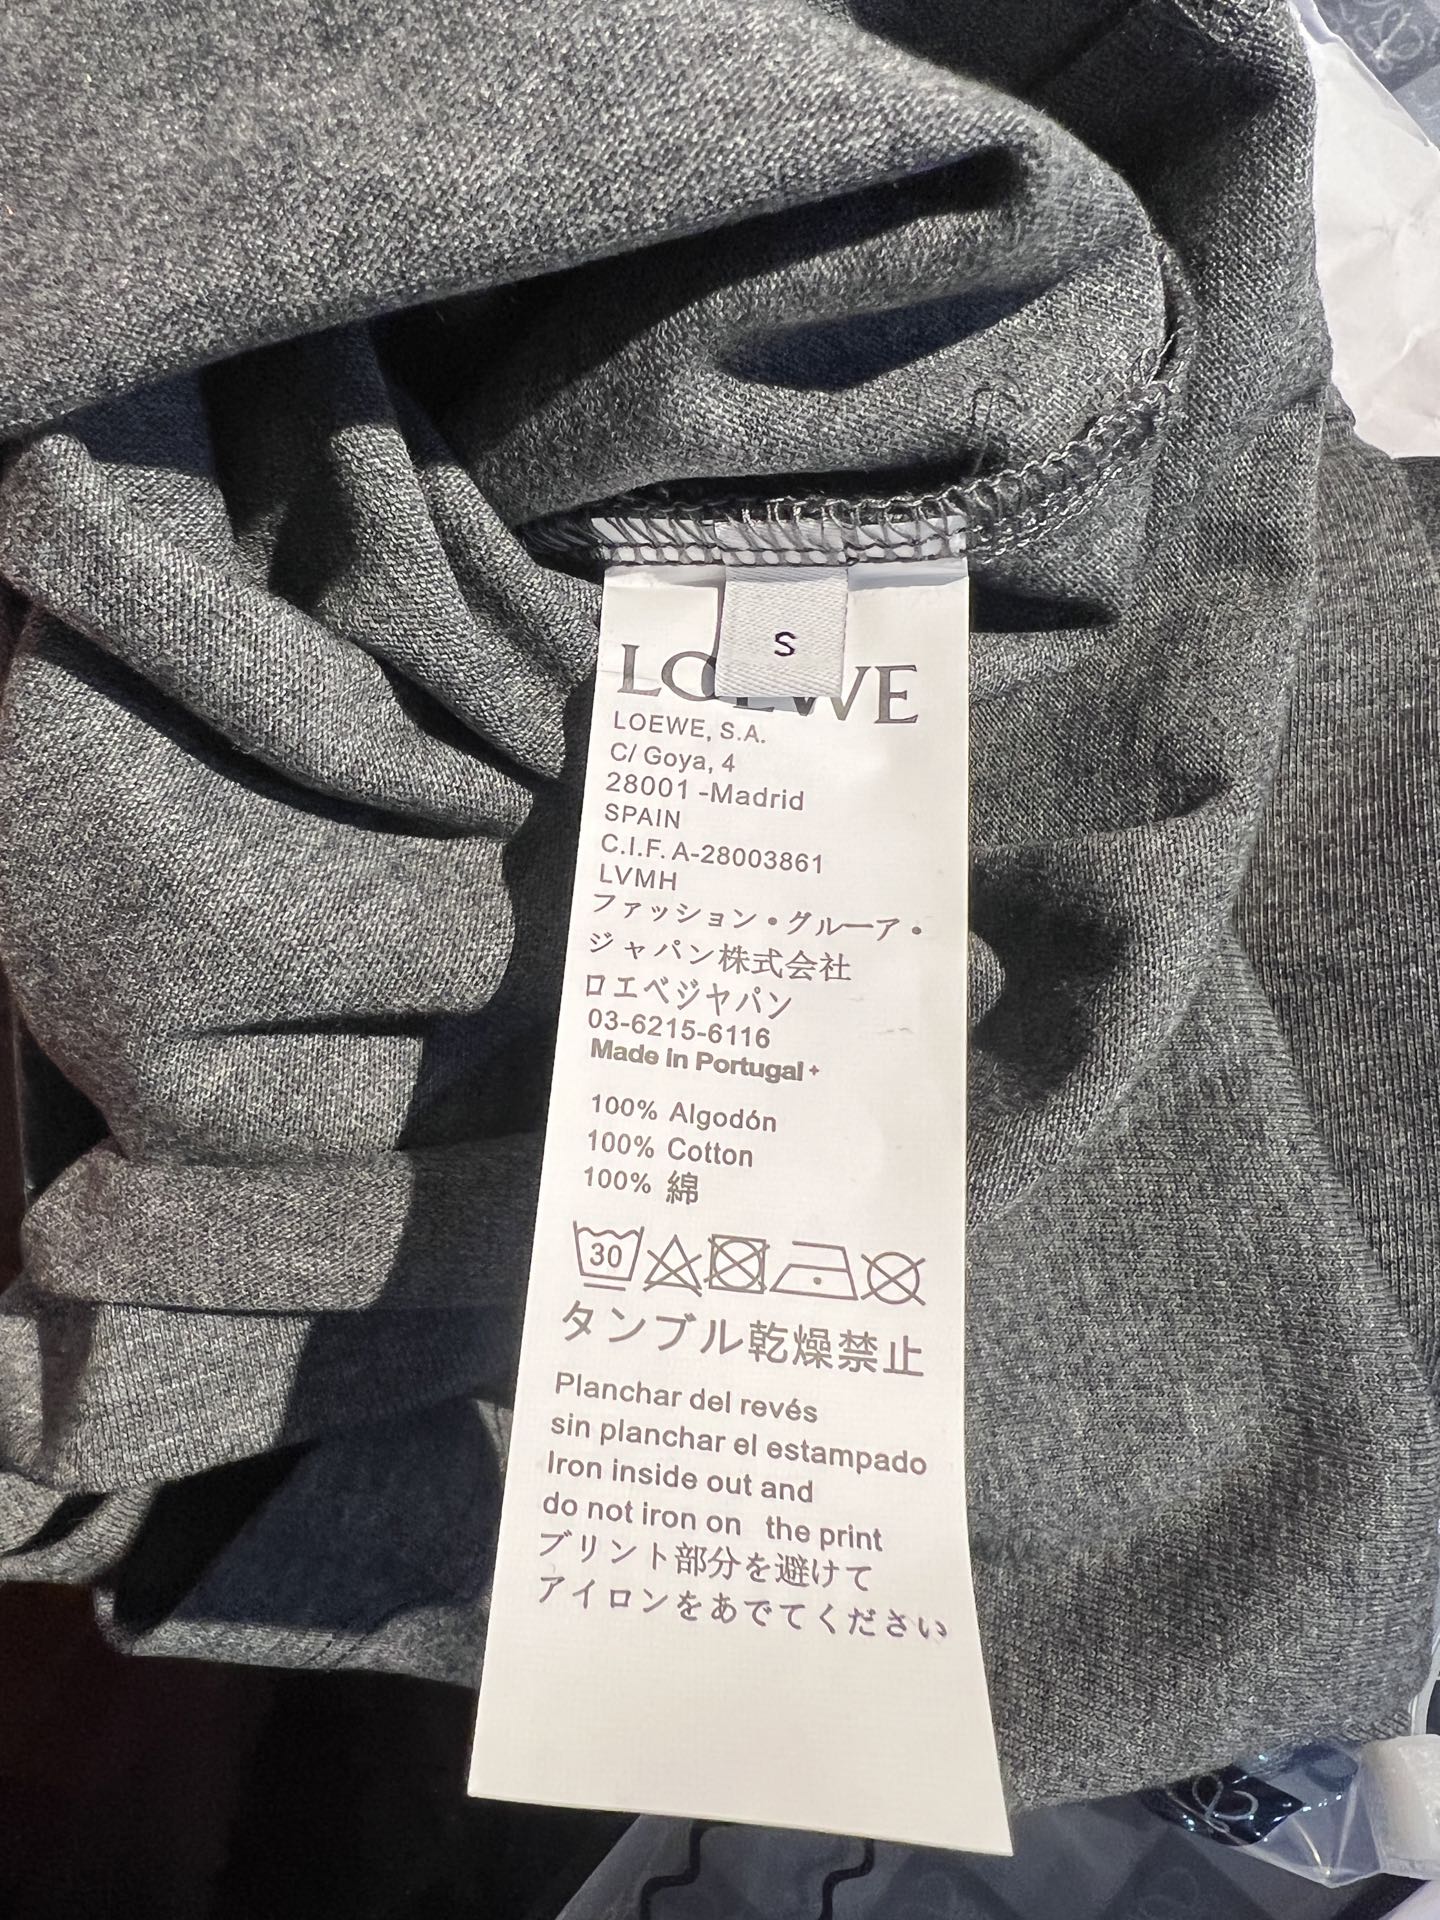 S
LOEWE
LOEWE, S.A.
C/ Goya, 4
28001 -Madrid
SPAIN
C.I.F. A-28003861
LVMH
ファッション・グルーア・
ジャパン株式会社
ロエベジヤパン
03-6215-6116
Made in Portugal+
100% Algodón
100% Cotton
100% 綿
30
タンブル乾燥禁止
Planchar del revés
sin planchar el estampado
Iron inside out and
do not iron on the print
ブリント部分を避けて
アイロンをあでてください